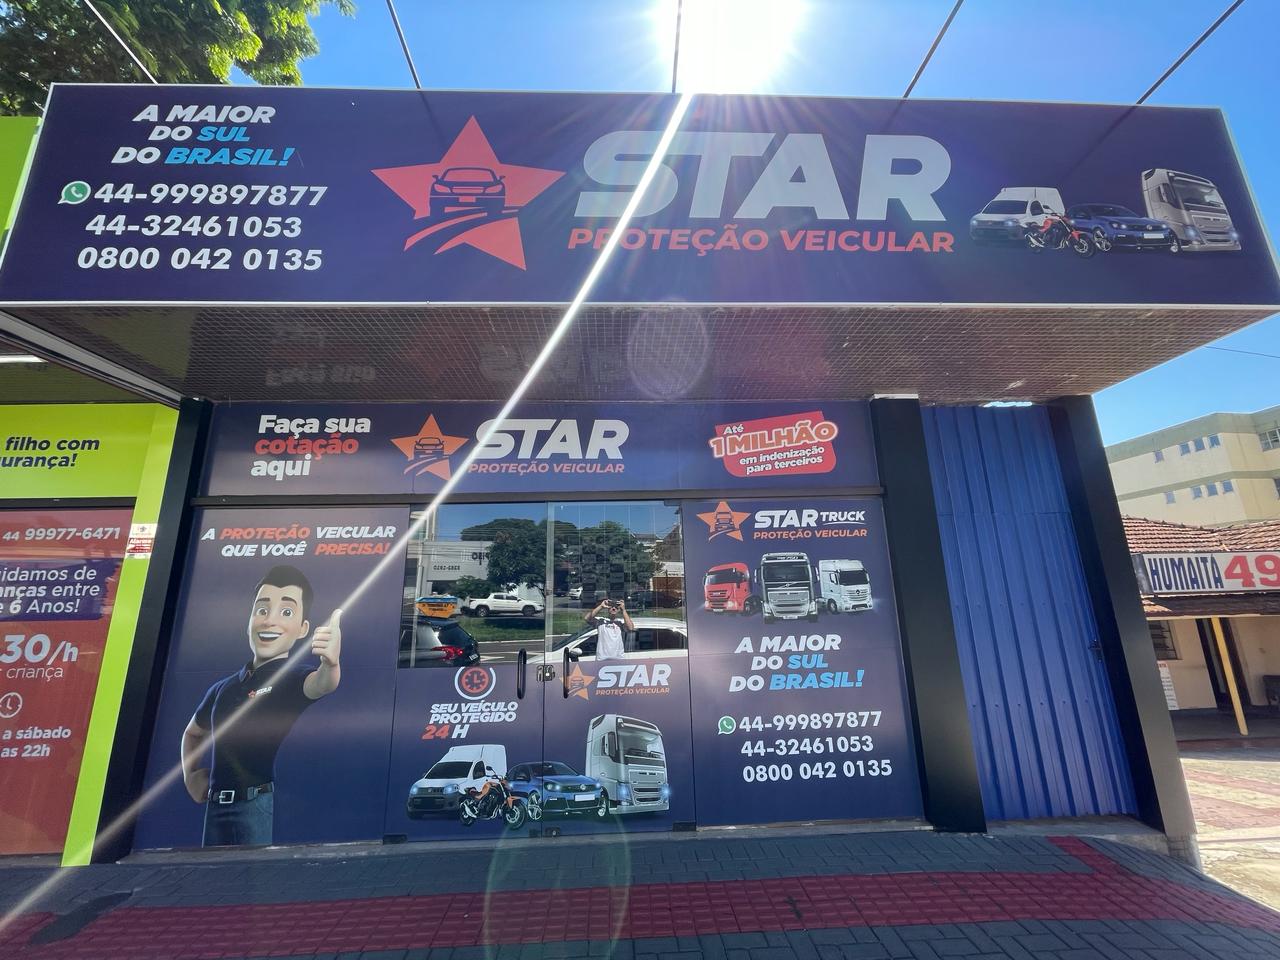 A MAIOR
DO SUL
DO BRASIL!
44-999897877
44-32461053
0800 042 0135
STAR
PROTEÇÃO VEICULAR
Faça sua
cotação
aqui
STAR
PROTEÇÃO VEICULAR
Até
1 MILHÃO
em indenização
para terceiros
filho com
urança!
44 99977-6471
idamos de
nças entre
6 Anos!
30/h
criança
a sábado
as 22h
A PROTEÇÃO VEICULAR
QUE VOCÊ PRECISA!
STAR
SEU VEÍCULO
PROTEGIDO
24 H
STAR
PROTEÇÃO VEICULAR
STAR TRUCK
PROTEÇÃO VEICULAR
A MAIOR
DO SUL
DO BRASIL!
44-999897877
44-32461053
0800 042 0135
HUMAITA 49